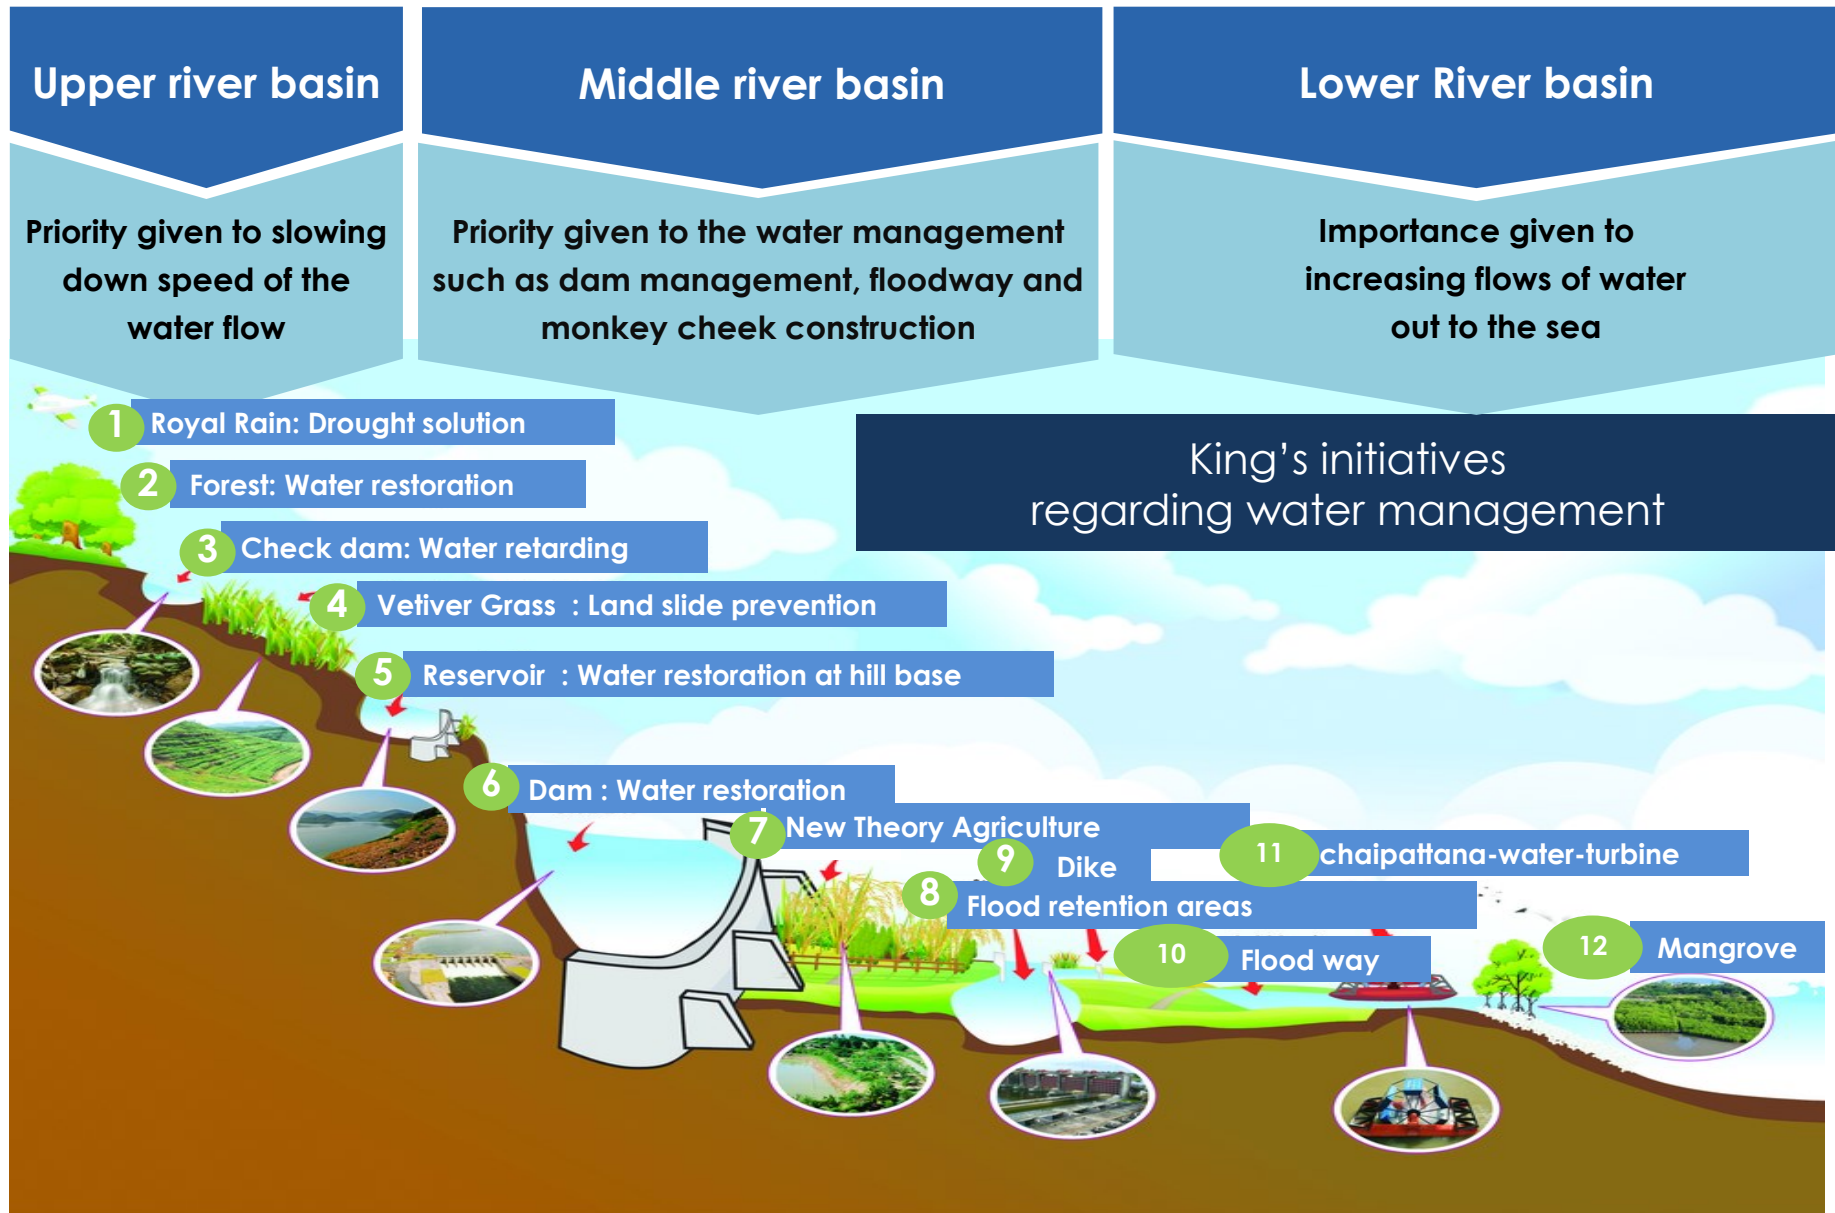 Upper river basin
Middle river basin
Lower River basin
Priority given to slowing
down speed of the
water flow
Priority given to the water management
such as dam management, floodway and
monkey cheek construction
Importance given to
increasing flows of water
out to the sea
King's initiatives
regarding water management
1 Royal Rain: Drought solution
2 Forest: Water restoration
3 Check dam: Water retarding
4 Vetiver Grass : Land slide prevention
5 Reservoir : Water restoration at hill base
6 Dam : Water restoration
7 New Theory Agriculture
9 Dike
8 Flood retention areas
10 Flood way
11 chaipattana-water-turbine
12 Mangrove